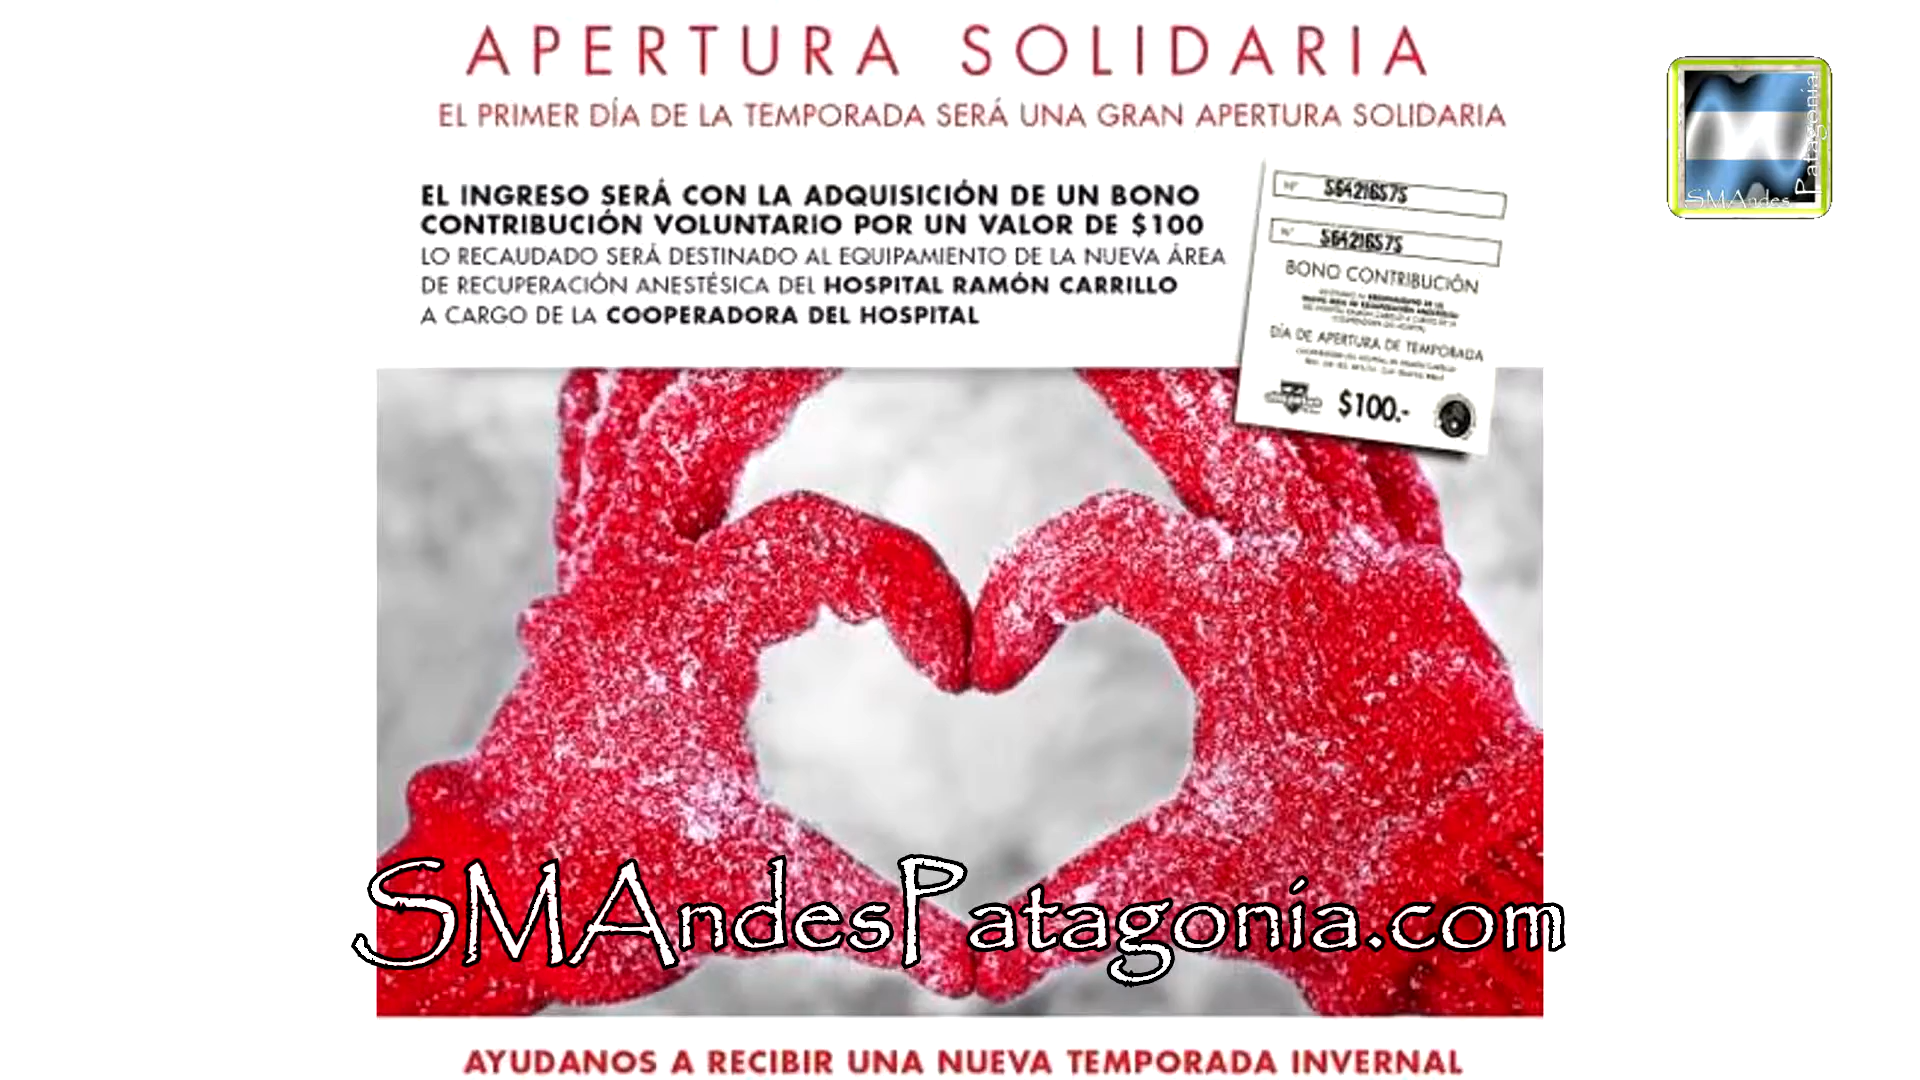 APERTURA SOLIDARIA
EL PRIMER DÍA DE LA TEMPORADA SERÁ UNA GRAN APERTURA SOLIDARIA
EL INGRESO SERÁ CON LA ADQUISICIÓN DE UN BONO
CONTRIBUCIÓN VOLUNTARIO POR UN VALOR DE $100
LO RECAUDADO SERÁ DESTINADO AL EQUIPAMIENTO DE LA NUEVA ÁREA
DE RECUPERACIÓN ANESTÉSICA DEL HOSPITAL RAMÓN CARRILLO
A CARGO DE LA COOPERADORA DEL HOSPITAL
Nº 564216575
Nº 564216575
BONO CONTRIBUCIÓN
DÍA DE APERTURA DE TEMPORADA
$100.-
SMAndes
Patagonia
SMAndesPatagonia.com
AYUDANOS A RECIBIR UNA NUEVA TEMPORADA INVERNAL